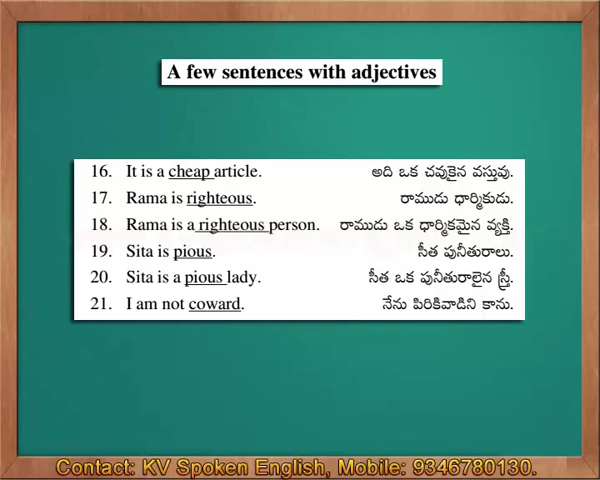 A few sentences with adjectives
16. It is a cheap article. అది ఒక చవుకైన వస్తువు.
17. Rama is righteous. రాముడు ధార్మికుడు.
18. Rama is a righteous person. రాముడు ఒక ధార్మికమైన వ్యక్తి.
19. Sita is pious. సీత పునీతురాలు.
20. Sita is a pious lady. సీత ఒక పునీతురాలైన స్త్రీ.
21. I am not coward. నేను పిరికివాడిని కాను.
Contact: KV Spoken English, Mobile: 9346780130.